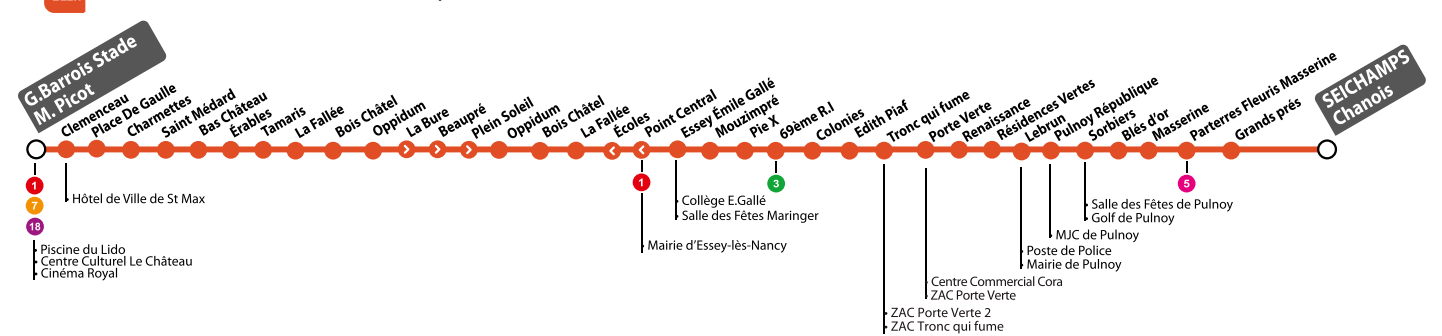 G.Barrois Stade
M. Picot
Clemenceau
Place De Gaulle
Charmettes
Saint Médard
Bas Château
Érables
Tamaris
La Fallée
Bois Châtel
Oppidum
La Bure
Beaupré
Plein Soleil
Oppidum
Bois Châtel
La Fallée
Écoles
Point Central
Essey Émile Gallé
Mouzimpré
Pie X
69ème R.I
Colonies
Edith Piaf
Tronc qui fume
Porte Verte
Renaissance
Résidences Vertes
Lebrun
Pulnoy République
Sorbiers
Blés d'or
Masserine
Parterres Fleuris Masserine
Grands prés
SEICHAMPS
Chanois
1
7
18
Piscine du Lido
Centre Culturel Le Château
Cinéma Royal
Hôtel de Ville de St Max
1
Mairie d'Essey-lès-Nancy
Collège E.Gallé
Salle des Fêtes Maringer
3
ZAC Porte Verte 2
ZAC Tronc qui fume
Centre Commercial Cora
ZAC Porte Verte
Poste de Police
Mairie de Pulnoy
MJC de Pulnoy
Salle des Fêtes de Pulnoy
Golf de Pulnoy
5